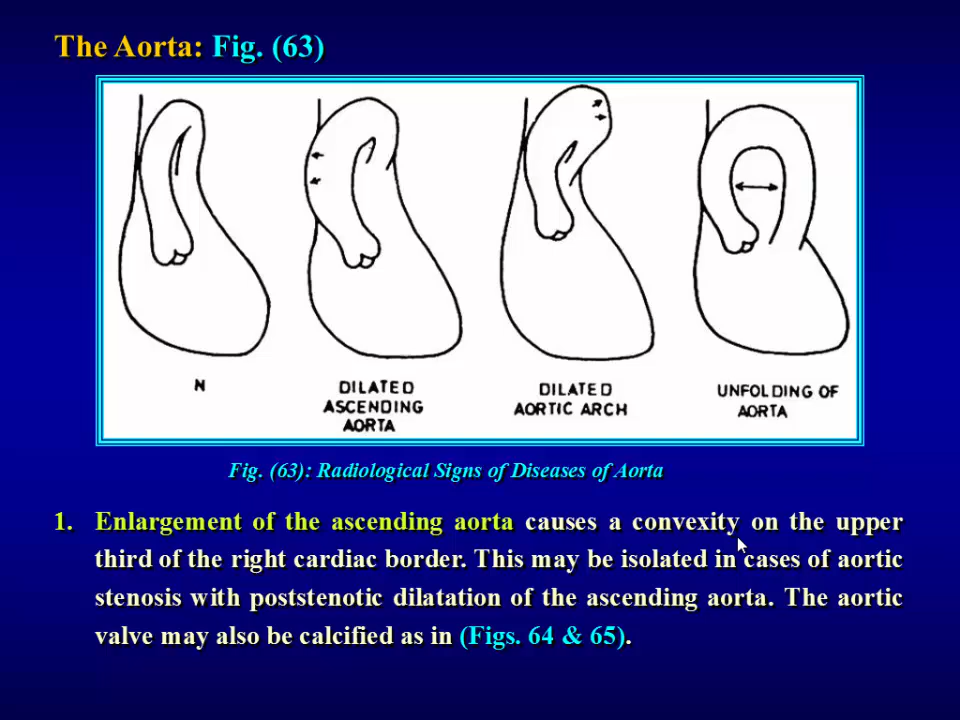 The Aorta: Fig. (63)
N
DILATED
ASCENDING
AORTA
DILATED
AORTIC ARCH
UNFOLDING OF
AORTA
Fig. (63): Radiological Signs of Diseases of Aorta
1. Enlargement of the ascending aorta causes a convexity on the upper
third of the right cardiac border. This may be isolated in cases of aortic
stenosis with poststenotic dilatation of the ascending aorta. The aortic
valve may also be calcified as in (Figs. 64 & 65).